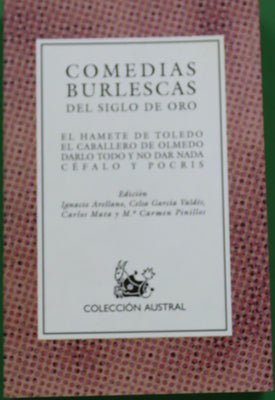 COMEDIAS
BURLESCAS
DEL SIGLO DE ORO
EL HAMETE DE TOLEDO
EL CABALLERO DE OLMEDO
DARLO TODO Y NO DAR NADA
CÉFALO Y POCRIS
Edición
Ignacio Arellano, Celsa García Valdés,
Carlos Mata y M.ª Carmen Pinillos
COLECCIÓN AUSTRAL